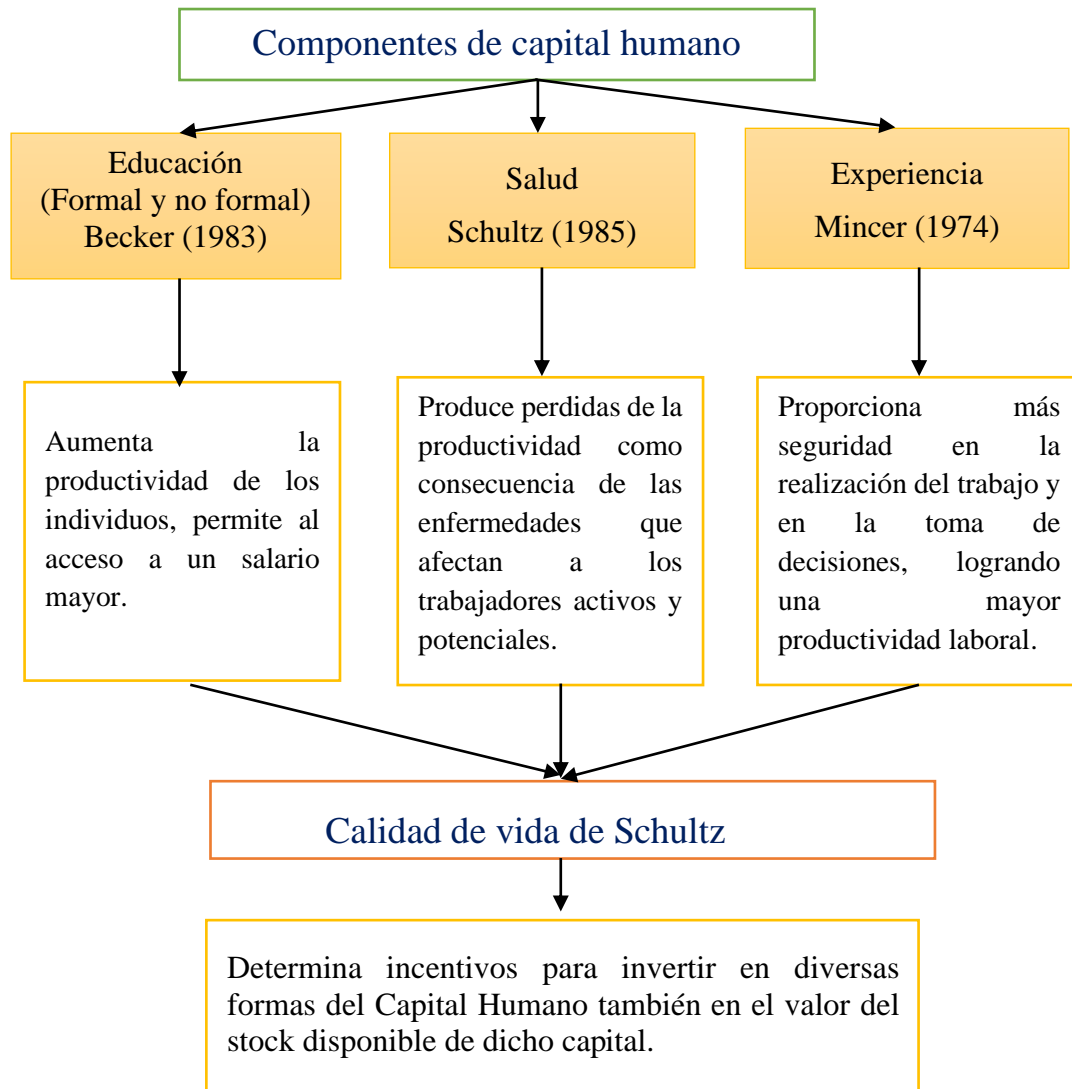 Componentes de capital humano
Educación
(Formal y no formal)
Becker (1983)
Salud
Schultz (1985)
Experiencia
Mincer (1974)
Aumenta la
productividad de los
individuos, permite al
acceso a un salario
mayor.
Produce perdidas de la
productividad como
consecuencia de las
enfermedades que
afectan a los
trabajadores activos y
potenciales.
Proporciona más
seguridad en la
realización del trabajo y
en la toma de
decisiones, logrando
una mayor
productividad laboral.
Calidad de vida de Schultz
Determina incentivos para invertir en diversas
formas del Capital Humano también en el valor del
stock disponible de dicho capital.